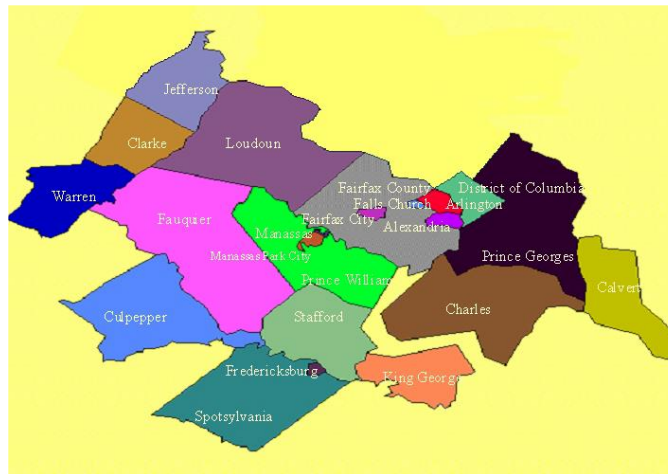 Jefferson
Clarke
Loudoun
Warren
Fairfax County
District of Columbia
Falls Church
Arlington
Fauquier
Fairfax City
Alexandria
Manassas
Manassas Park City
Prince Georges
Prince William
Calvert
Charles
Culpepper
Stafford
Fredericksburg
King George
Spotsylvania